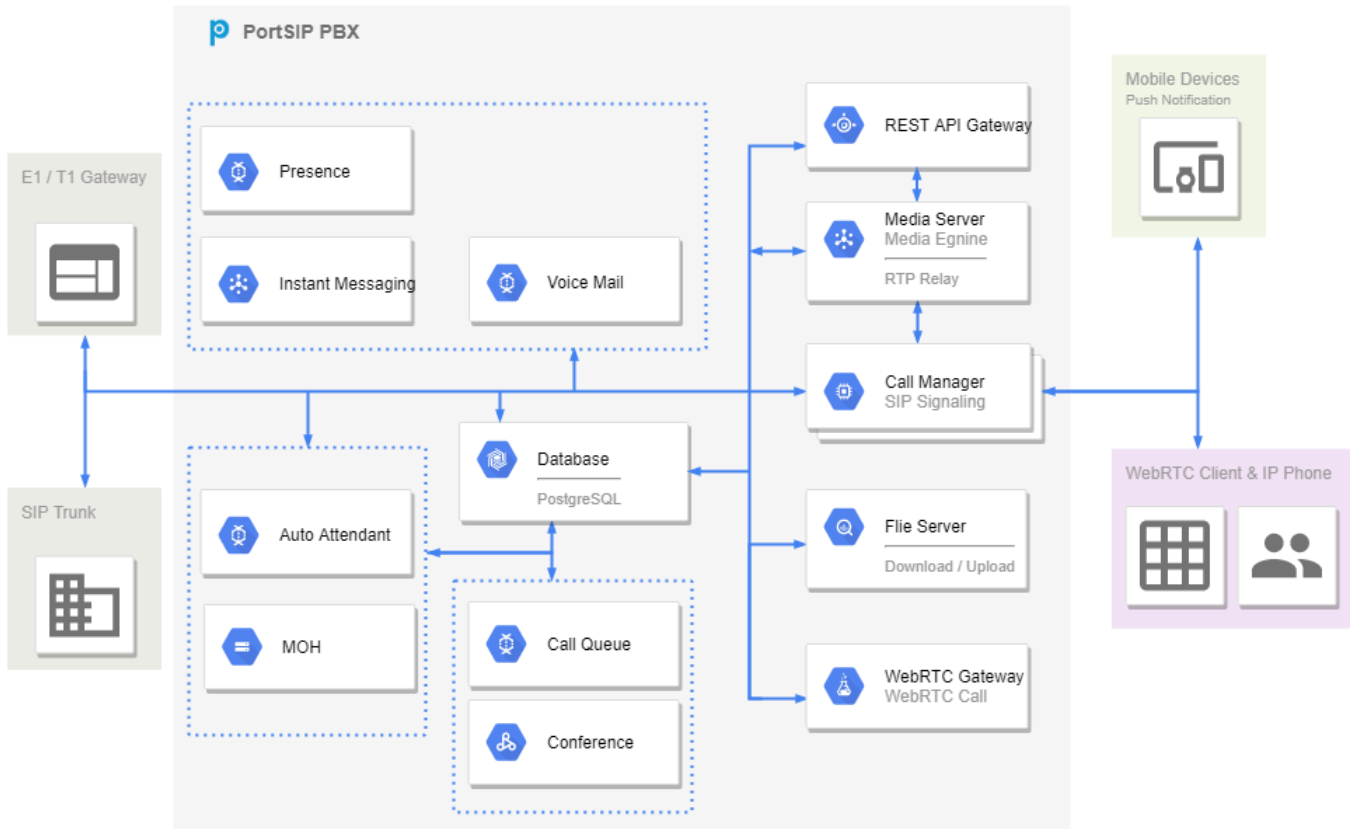 PortSIP PBX
E1 / T1 Gateway
SIP Trunk
Presence
Instant Messaging
Voice Mail
Auto Attendant
MOH
Database
PostgreSQL
Call Queue
Conference
REST API Gateway
Media Server
Media Egnine
RTP Relay
Call Manager
SIP Signaling
Flie Server
Download / Upload
WebRTC Gateway
WebRTC Call
Mobile Devices
Push Notification
WebRTC Client & IP Phone